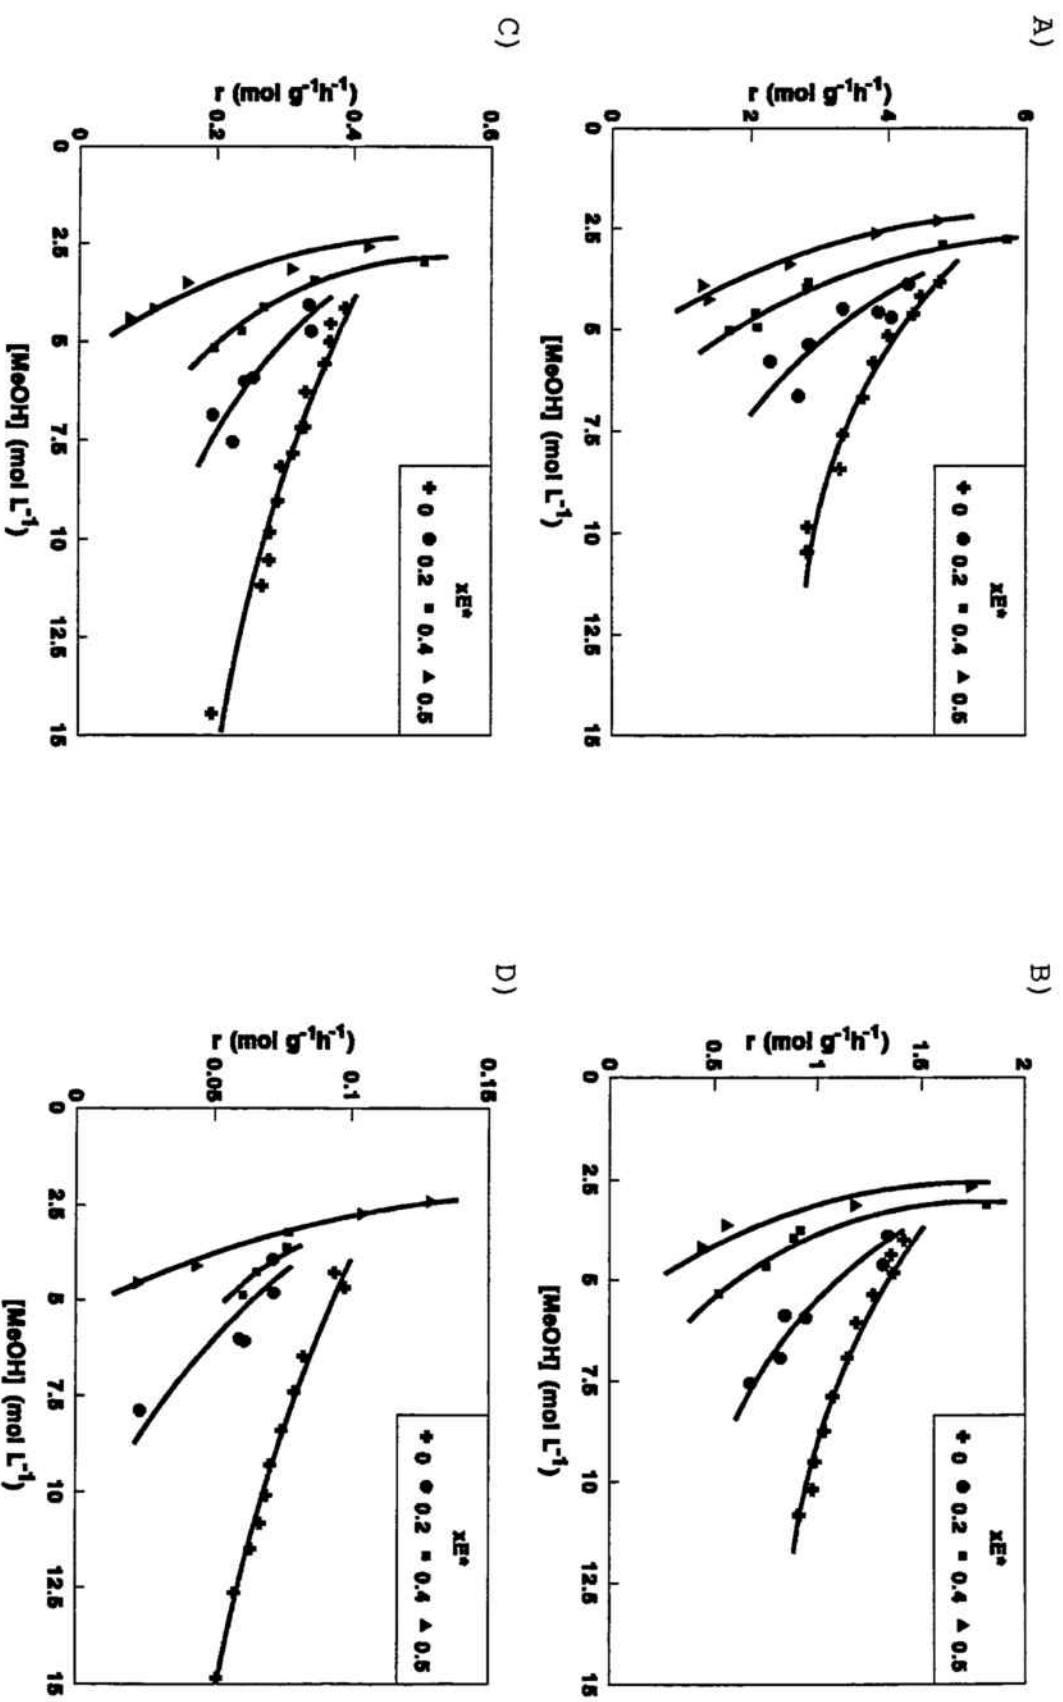 A)
r (mol g⁻¹h⁻¹)
6
4
2
0
0 2.5 5 7.5 10 12.5 15
[MeOH] (mol L⁻¹)
xE*
+ 0 ● 0.2 ■ 0.4 ▲ 0.5
B)
r (mol g⁻¹h⁻¹)
2
1.5
1
0.5
0
0 2.5 5 7.5 10 12.5 15
[MeOH] (mol L⁻¹)
xE*
+ 0 ● 0.2 ■ 0.4 ▲ 0.5
C)
r (mol g⁻¹h⁻¹)
0.6
0.4
0.2
0
0 2.5 5 7.5 10 12.5 15
[MeOH] (mol L⁻¹)
xE*
+ 0 ● 0.2 ■ 0.4 ▲ 0.5
D)
r (mol g⁻¹h⁻¹)
0.15
0.1
0.05
0
0 2.5 5 7.5 10 12.5 15
[MeOH] (mol L⁻¹)
xE*
+ 0 ● 0.2 ■ 0.4 ▲ 0.5